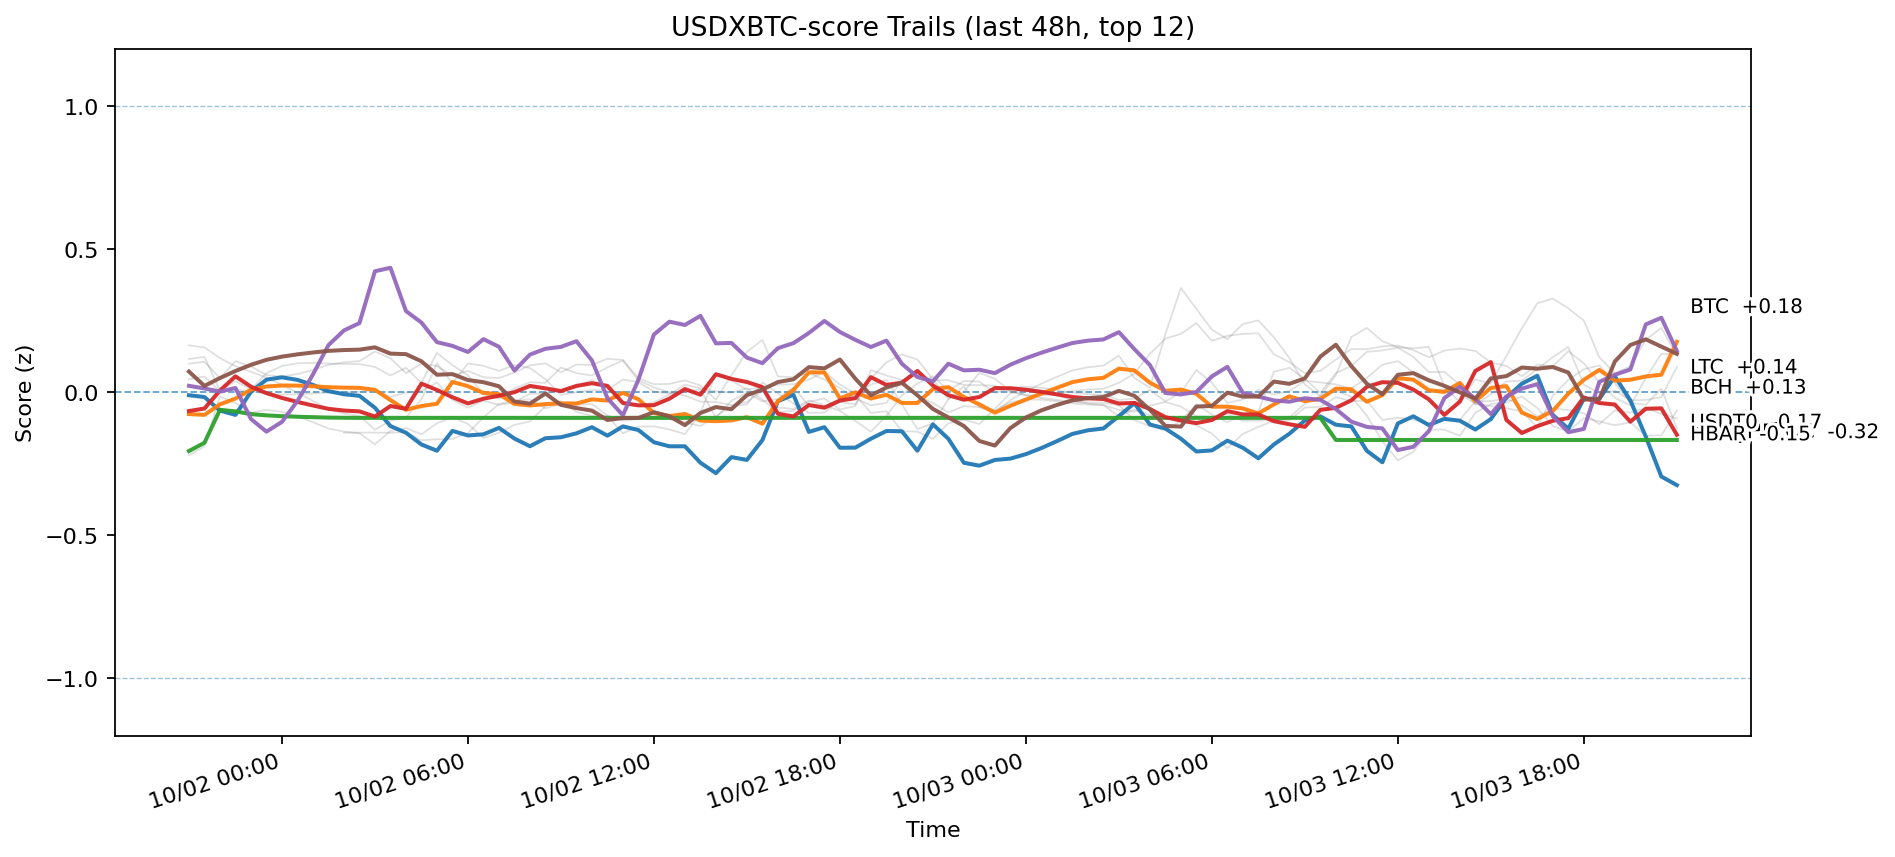 USDXBTC-score Trails (last 48h, top 12)
Score (z)
1.0
0.5
0.0
−0.5
−1.0
BTC +0.18
LTC +0.14
BCH +0.13
USDT0 -0.17
HBAR -0.15
-0.32
10/02 00:00
10/02 06:00
10/02 12:00
10/02 18:00
10/03 00:00
10/03 06:00
10/03 12:00
10/03 18:00
Time